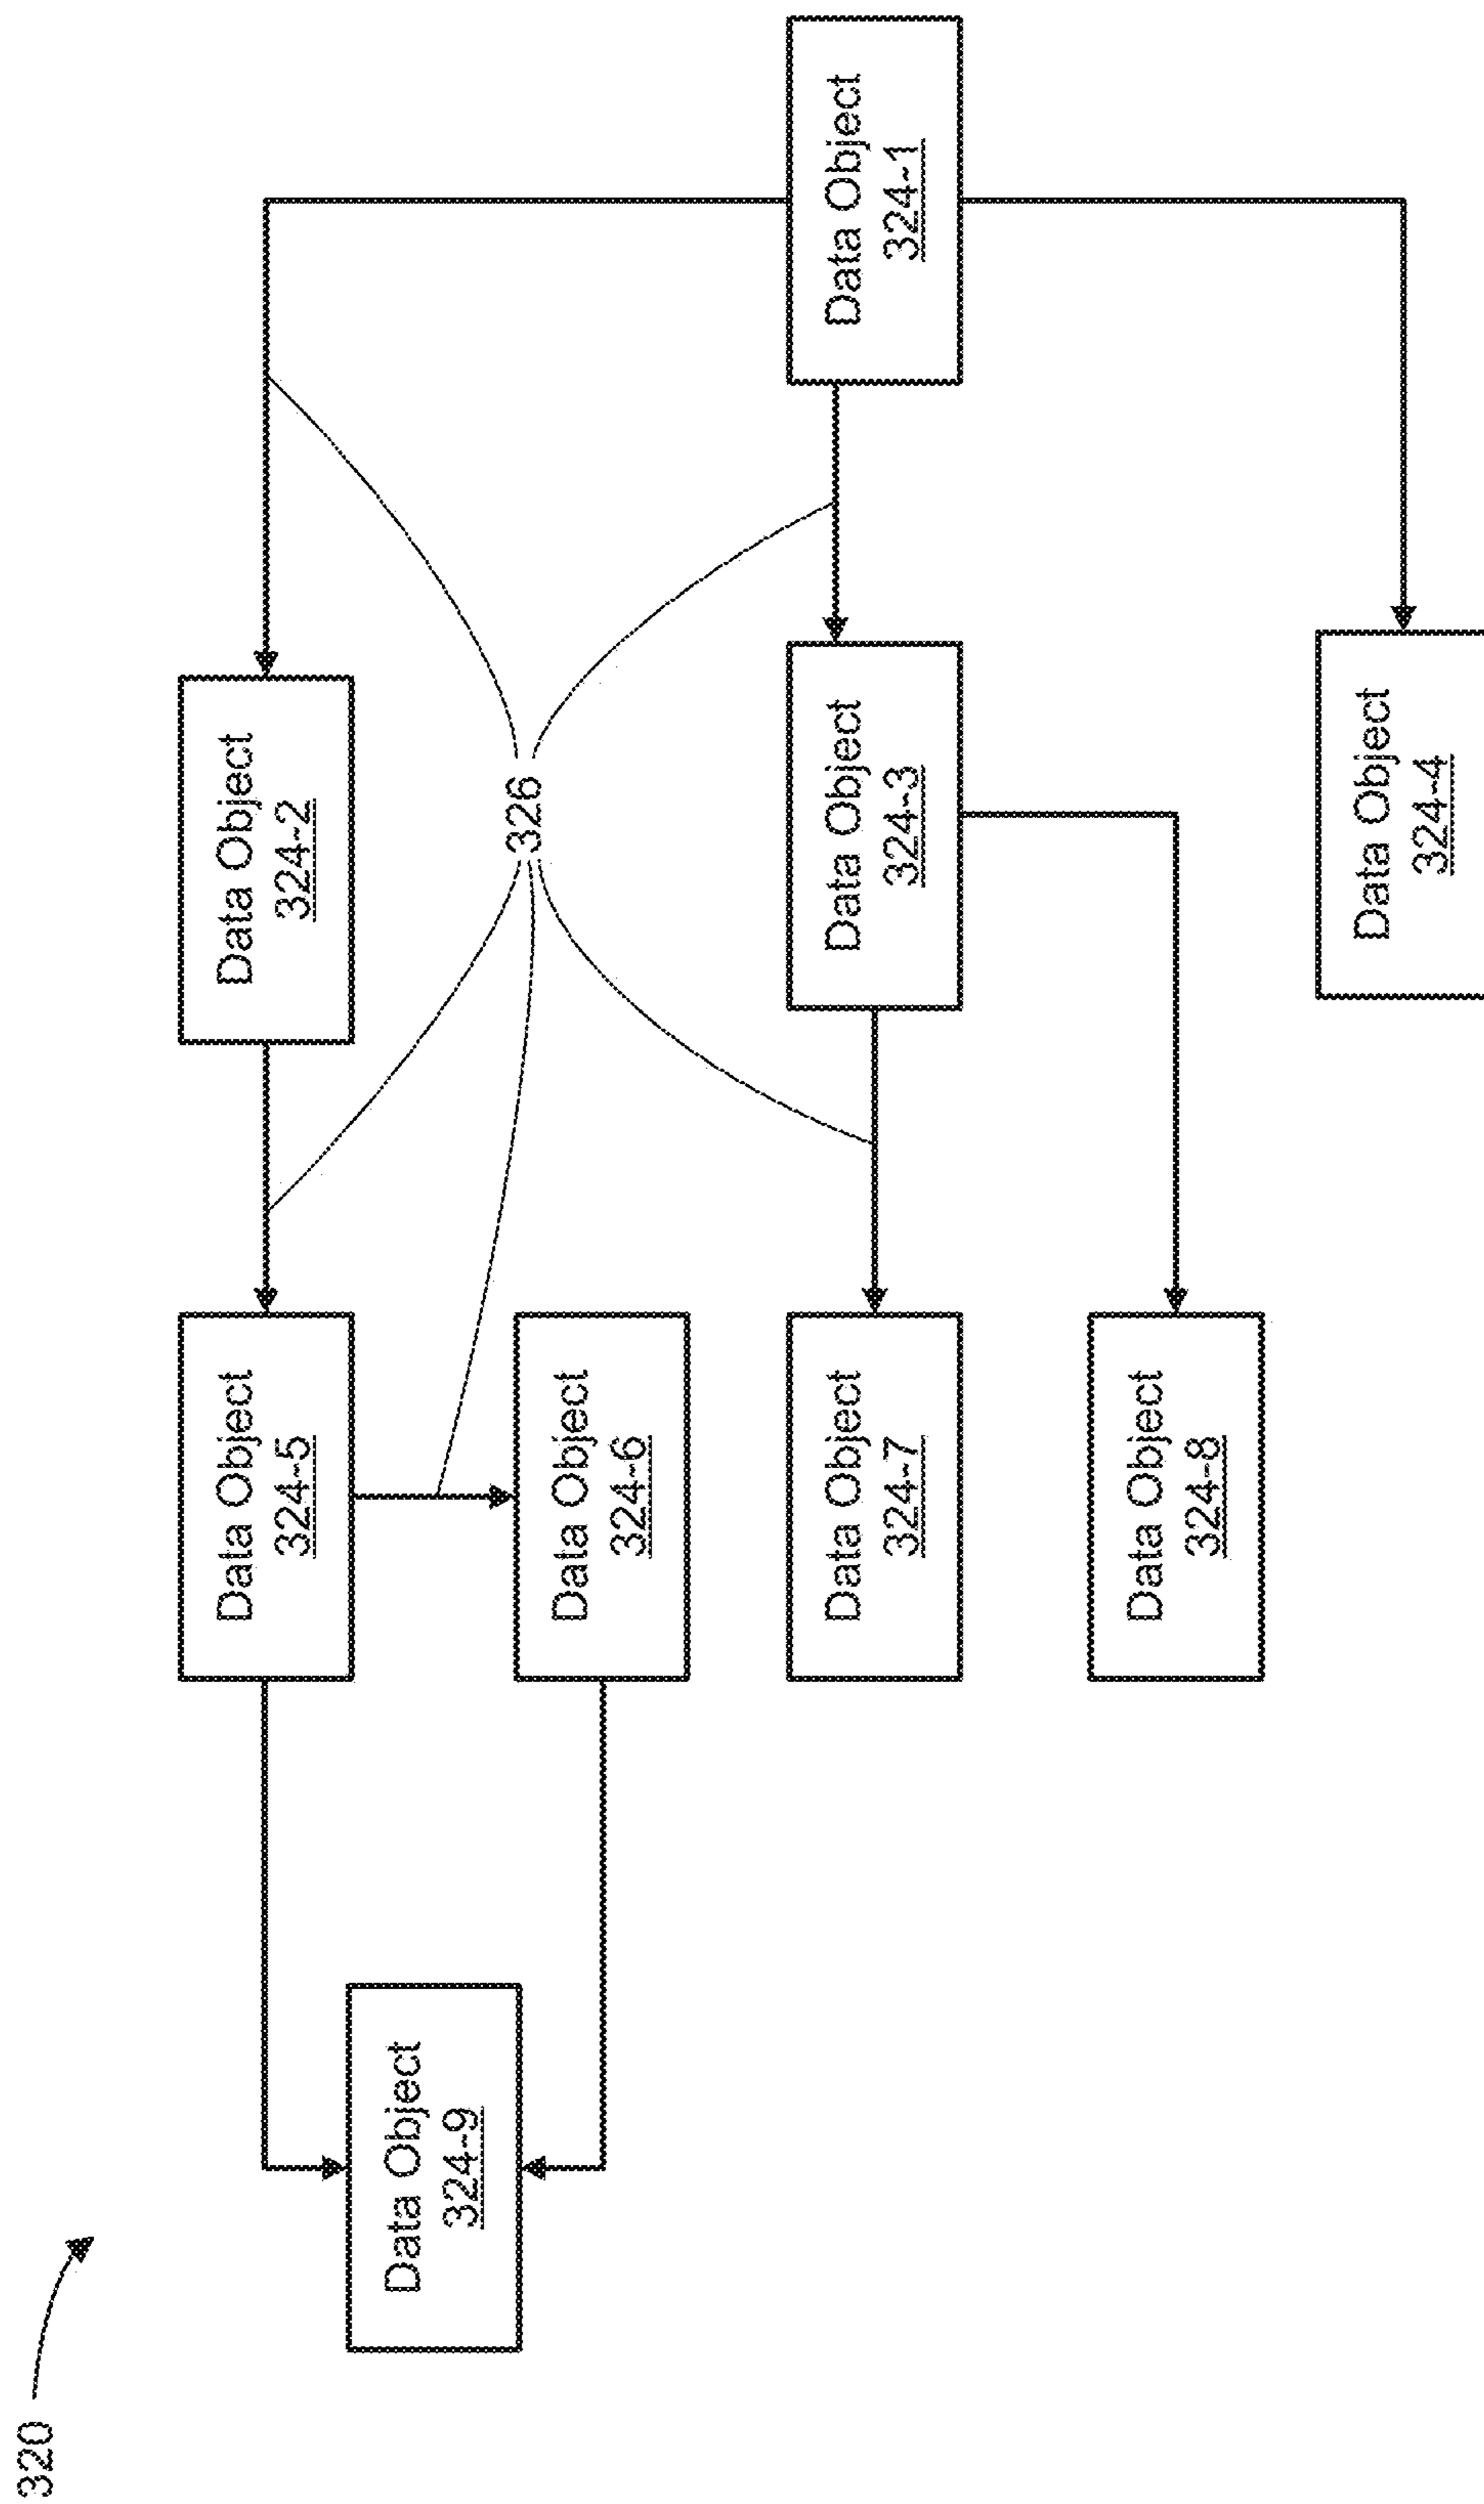 320
Data Object
324-9
Data Object
324-5
Data Object
324-6
Data Object
324-7
Data Object
324-8
Data Object
324-2
326
Data Object
324-3
Data Object
324-4
Data Object
324-1